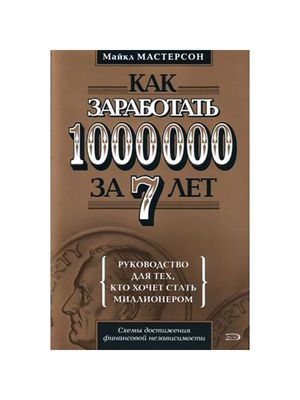 Майкл МАСТЕРСОН
КАК
ЗАРАБОТАТЬ
1000000
ЗА 7 ЛЕТ
РУКОВОДСТВО
ДЛЯ ТЕХ,
КТО ХОЧЕТ СТАТЬ
МИЛЛИОНЕРОМ
Схемы достижения
финансовой независимости